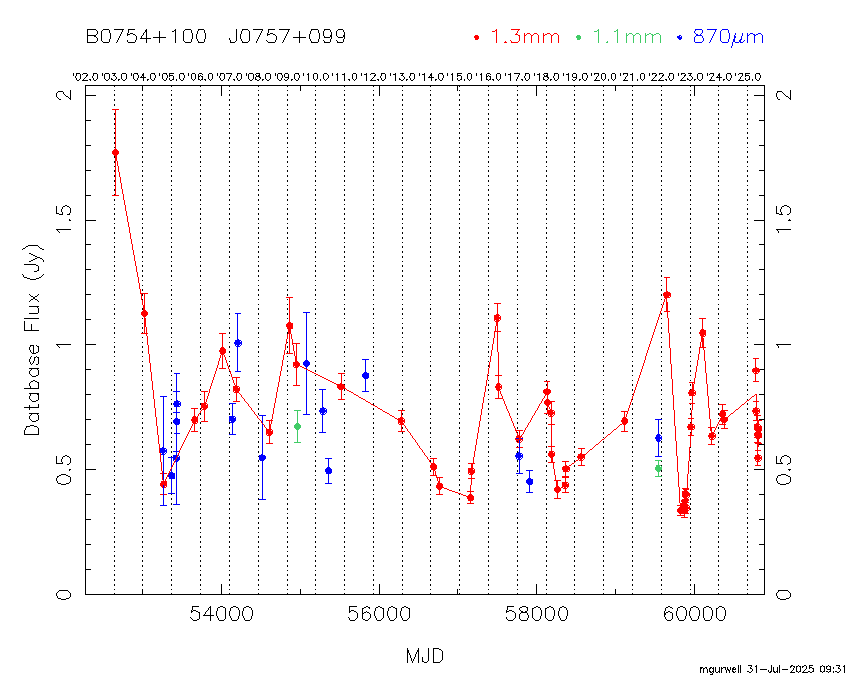 B0754+100 J0757+099 1.3mm 1.1mm 870μm
'02.0 '03.0 '04.0 '05.0 '06.0 '07.0 '08.0 '09.0 '10.0 '11.0 '12.0 '13.0 '14.0 '15.0 '16.0 '17.0 '18.0 '19.0 '20.0 '21.0 '22.0 '23.0 '24.0 '25.0
2 2
1.5 1.5
Database Flux (Jy)
1 1
0.5 0.5
0 0
54000 56000 58000 60000
MJD
mgurwell 31-Jul-2025 09:31